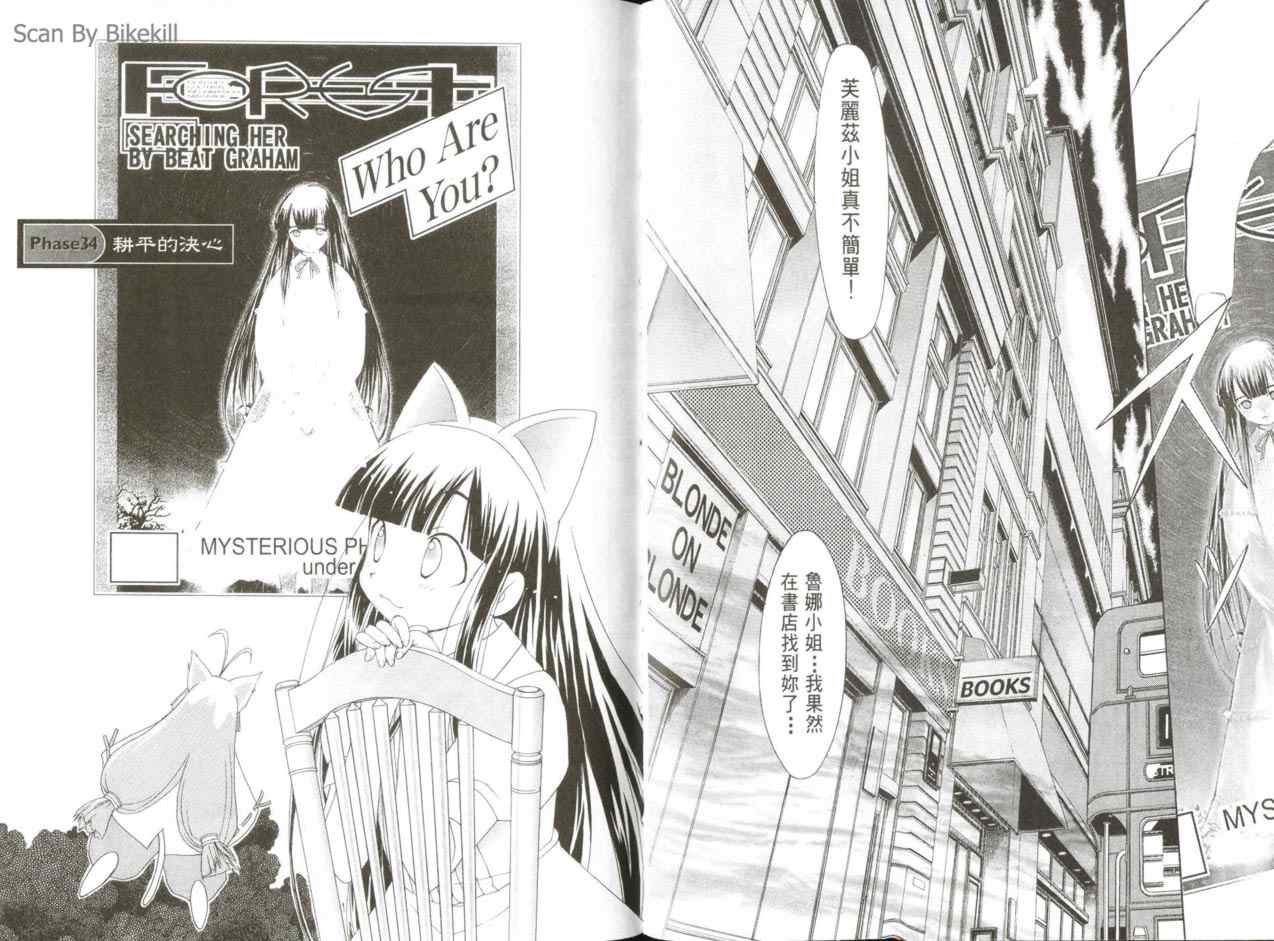 Scan By Bikekill
FOREST
SEARCHING HER
BY BEAT GRAHAM
Who Are
You?
Phase34 耕平的決心
MYSTERIOUS PH
under
芙麗茲小姐真不簡單！
BLONDE
ON
BLONDE
BOOKS
魯娜小姐…我果然
在書店找到妳了…
HE
GRAH
MYS